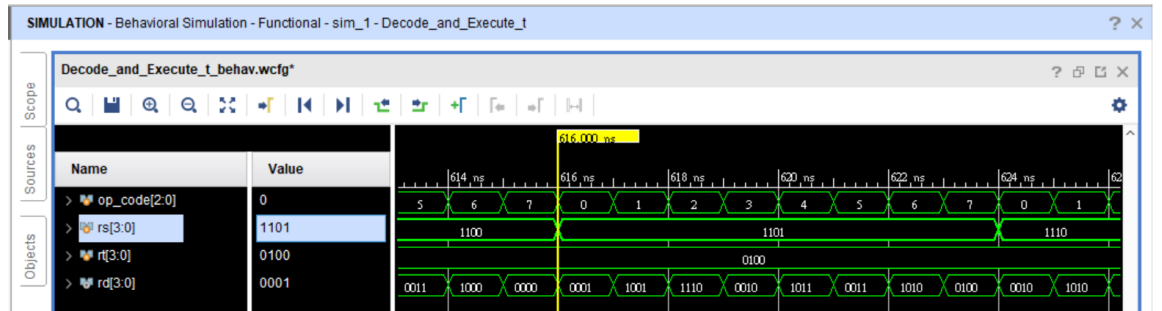 SIMULATION - Behavioral Simulation - Functional - sim_1 - Decode_and_Execute_t ? ×
Scope
Sources
Objects
Decode_and_Execute_t_behav.wcfg* ?
616.000 ns
Name Value
614 ns 616 ns 618 ns 620 ns 622 ns 624 ns 62
op_code[2:0] 0 5 6 7 0 1 2 3 4 5 6 7 0 1
rs[3:0] 1101 1100 1101 1110
rt[3:0] 0100 0100
rd[3:0] 0001 0011 1000 0000 0001 1001 1110 0010 1011 0011 1010 0100 0010 1010